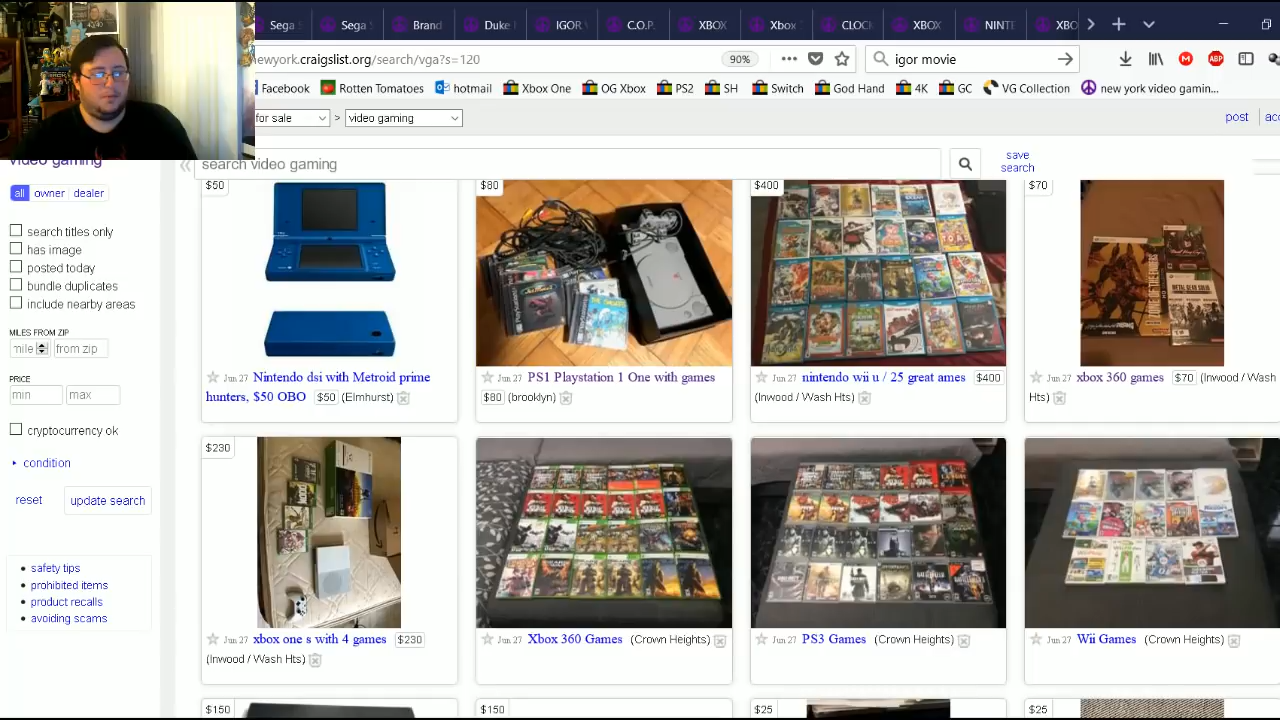 Sega
Sega
Brand
Duke
IGOR
C.O.P.
XBOX
Xbox
CLOCK
XBOX
NINTE
XBO
newyork.craigslist.org/search/vga?s=120
90%
igor movie
Facebook
Rotten Tomatoes
hotmail
Xbox One
OG Xbox
PS2
SH
Switch
God Hand
4K
GC
VG Collection
new york video gamin...
for sale > video gaming
post
acc
video gaming
search video gaming
save search
all owner dealer
search titles only
has image
posted today
bundle duplicates
include nearby areas
MILES FROM ZIP
mile from zip
PRICE
min max
cryptocurrency ok
condition
reset update search
safety tips
prohibited items
product recalls
avoiding scams
$50
Jun 27 Nintendo dsi with Metroid prime
hunters, $50 OBO $50 (Elmhurst)
$80
Jun 27 PS1 Playstation 1 One with games
$80 (brooklyn)
$400
Jun 27 nintendo wii u / 25 great ames $400
(Inwood / Wash Hts)
$70
Jun 27 xbox 360 games $70 (Inwood / Wash
Hts)
$230
Jun 27 xbox one s with 4 games $230
(Inwood / Wash Hts)
Jun 27 Xbox 360 Games (Crown Heights)
Jun 27 PS3 Games (Crown Heights)
Jun 27 Wii Games (Crown Heights)
$150
$150
$25
$25